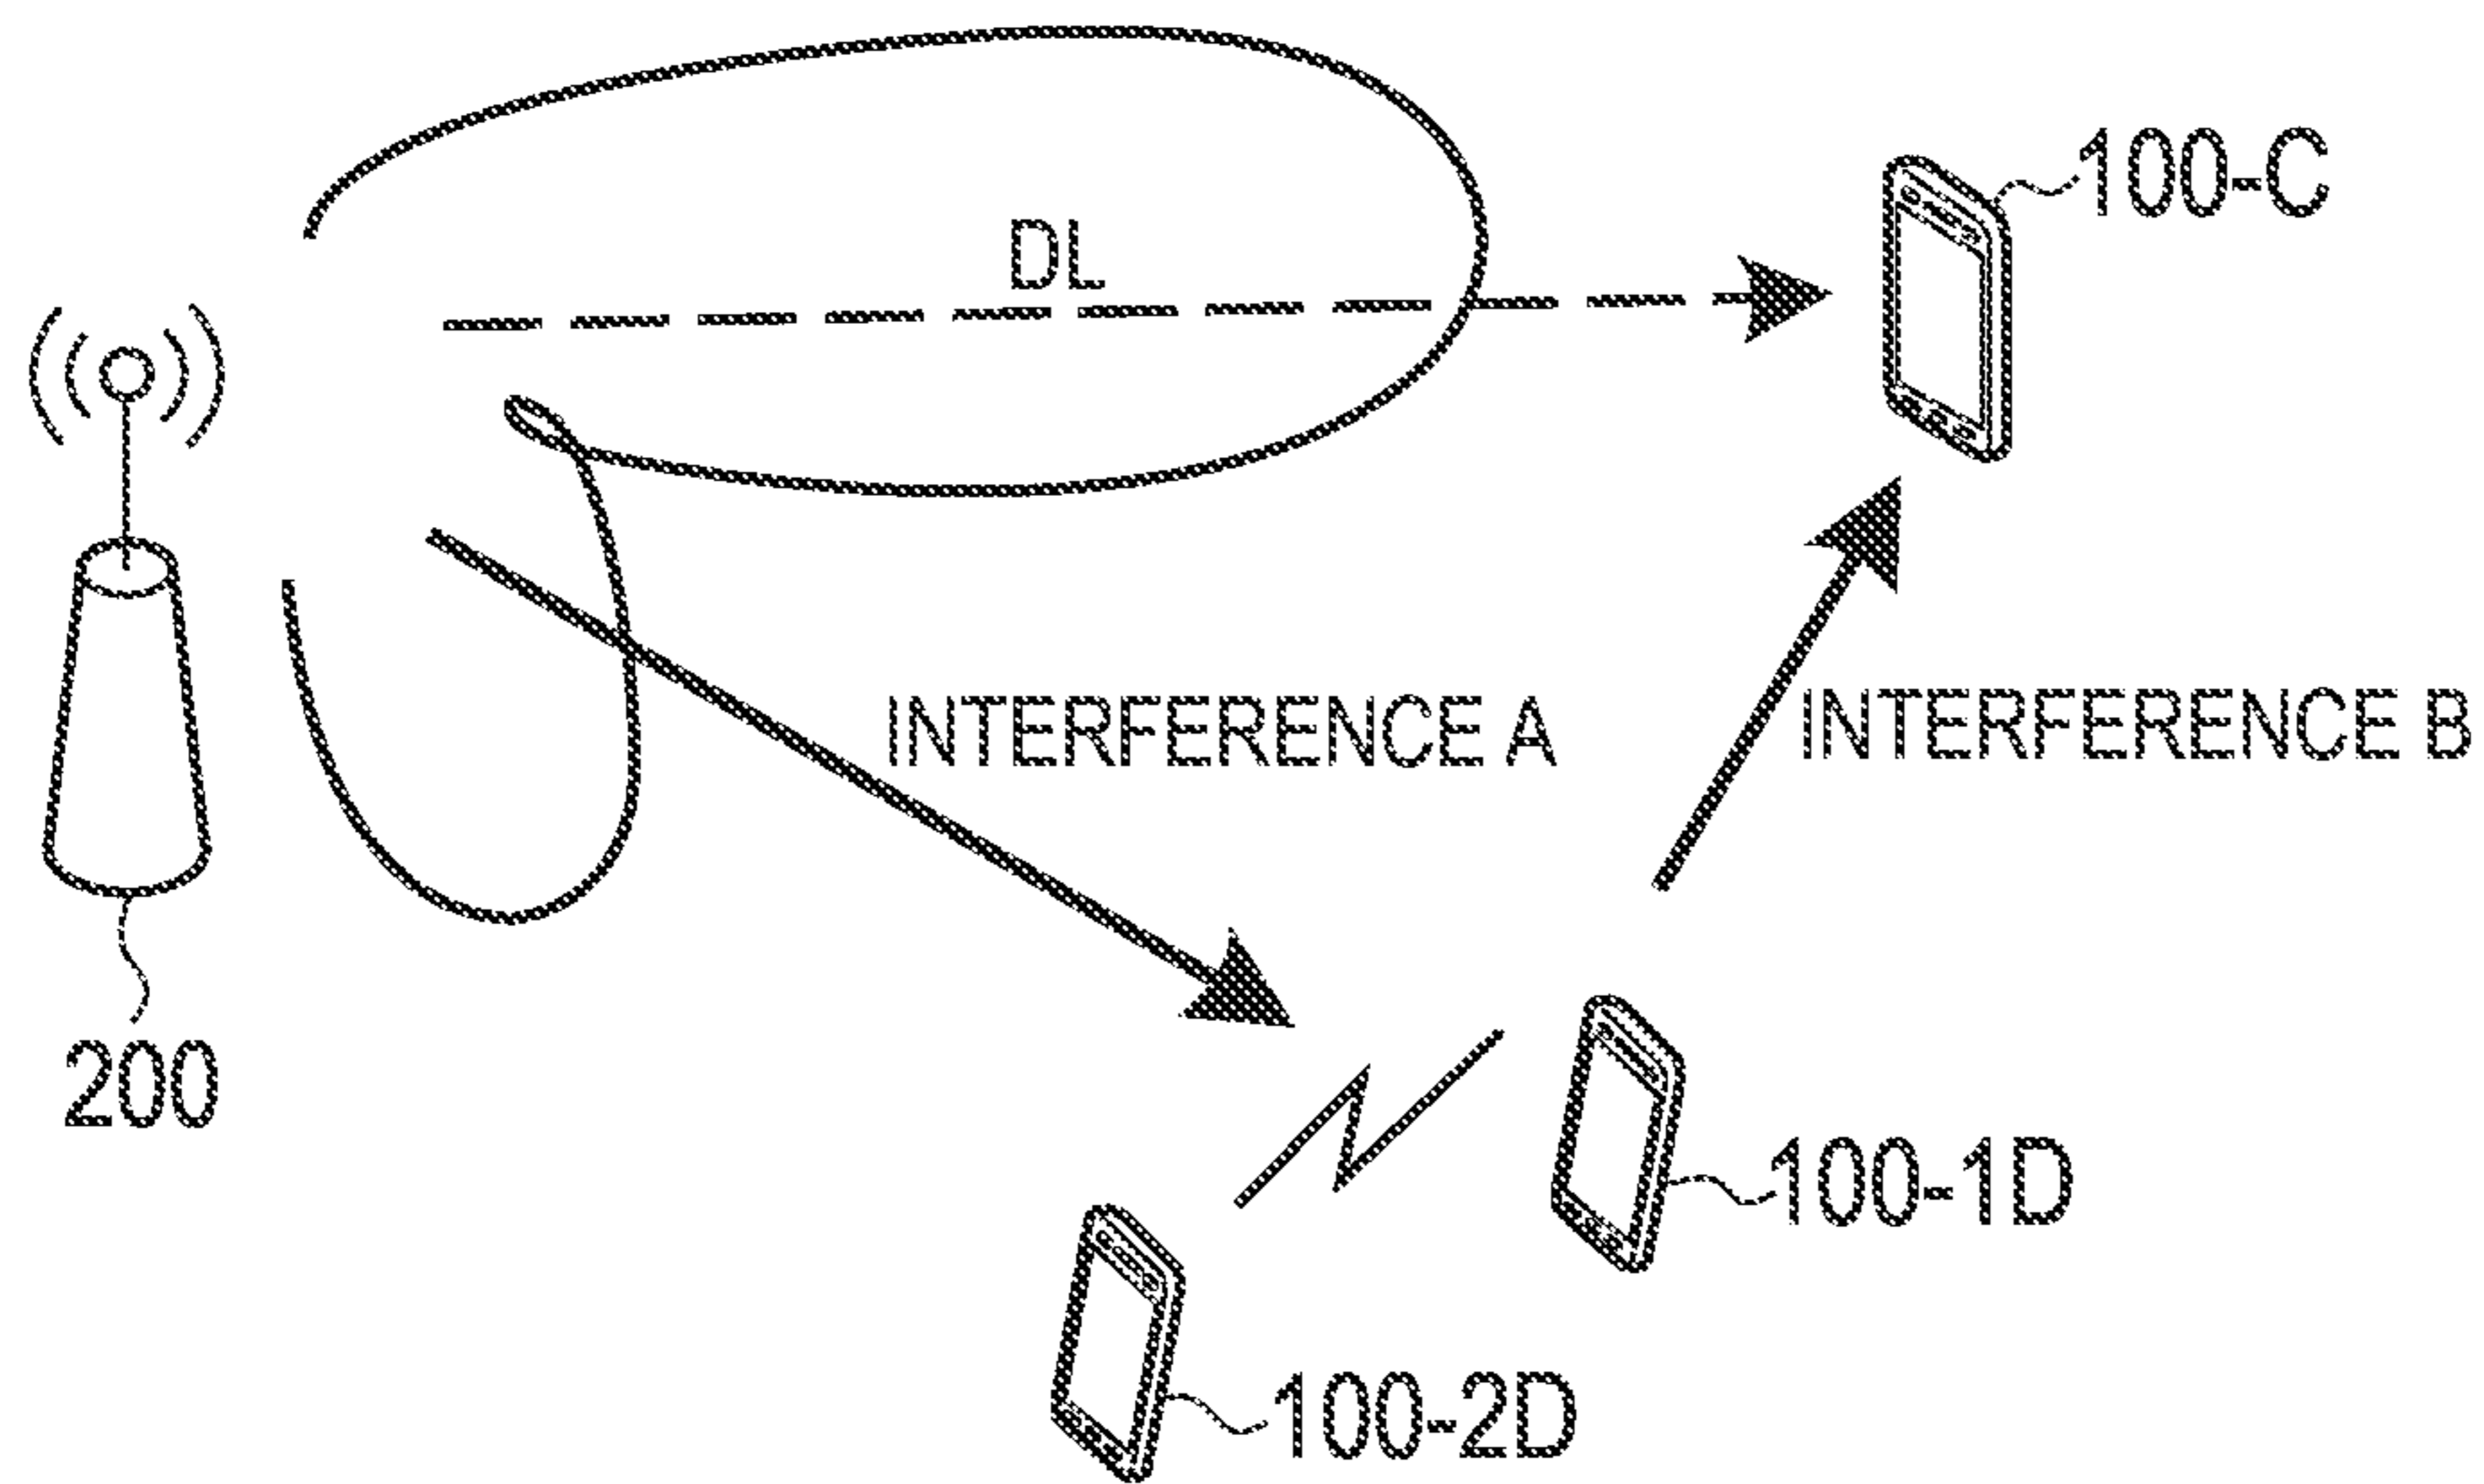 100-C
DL
INTERFERENCE A
INTERFERENCE B
200
100-1D
100-2D